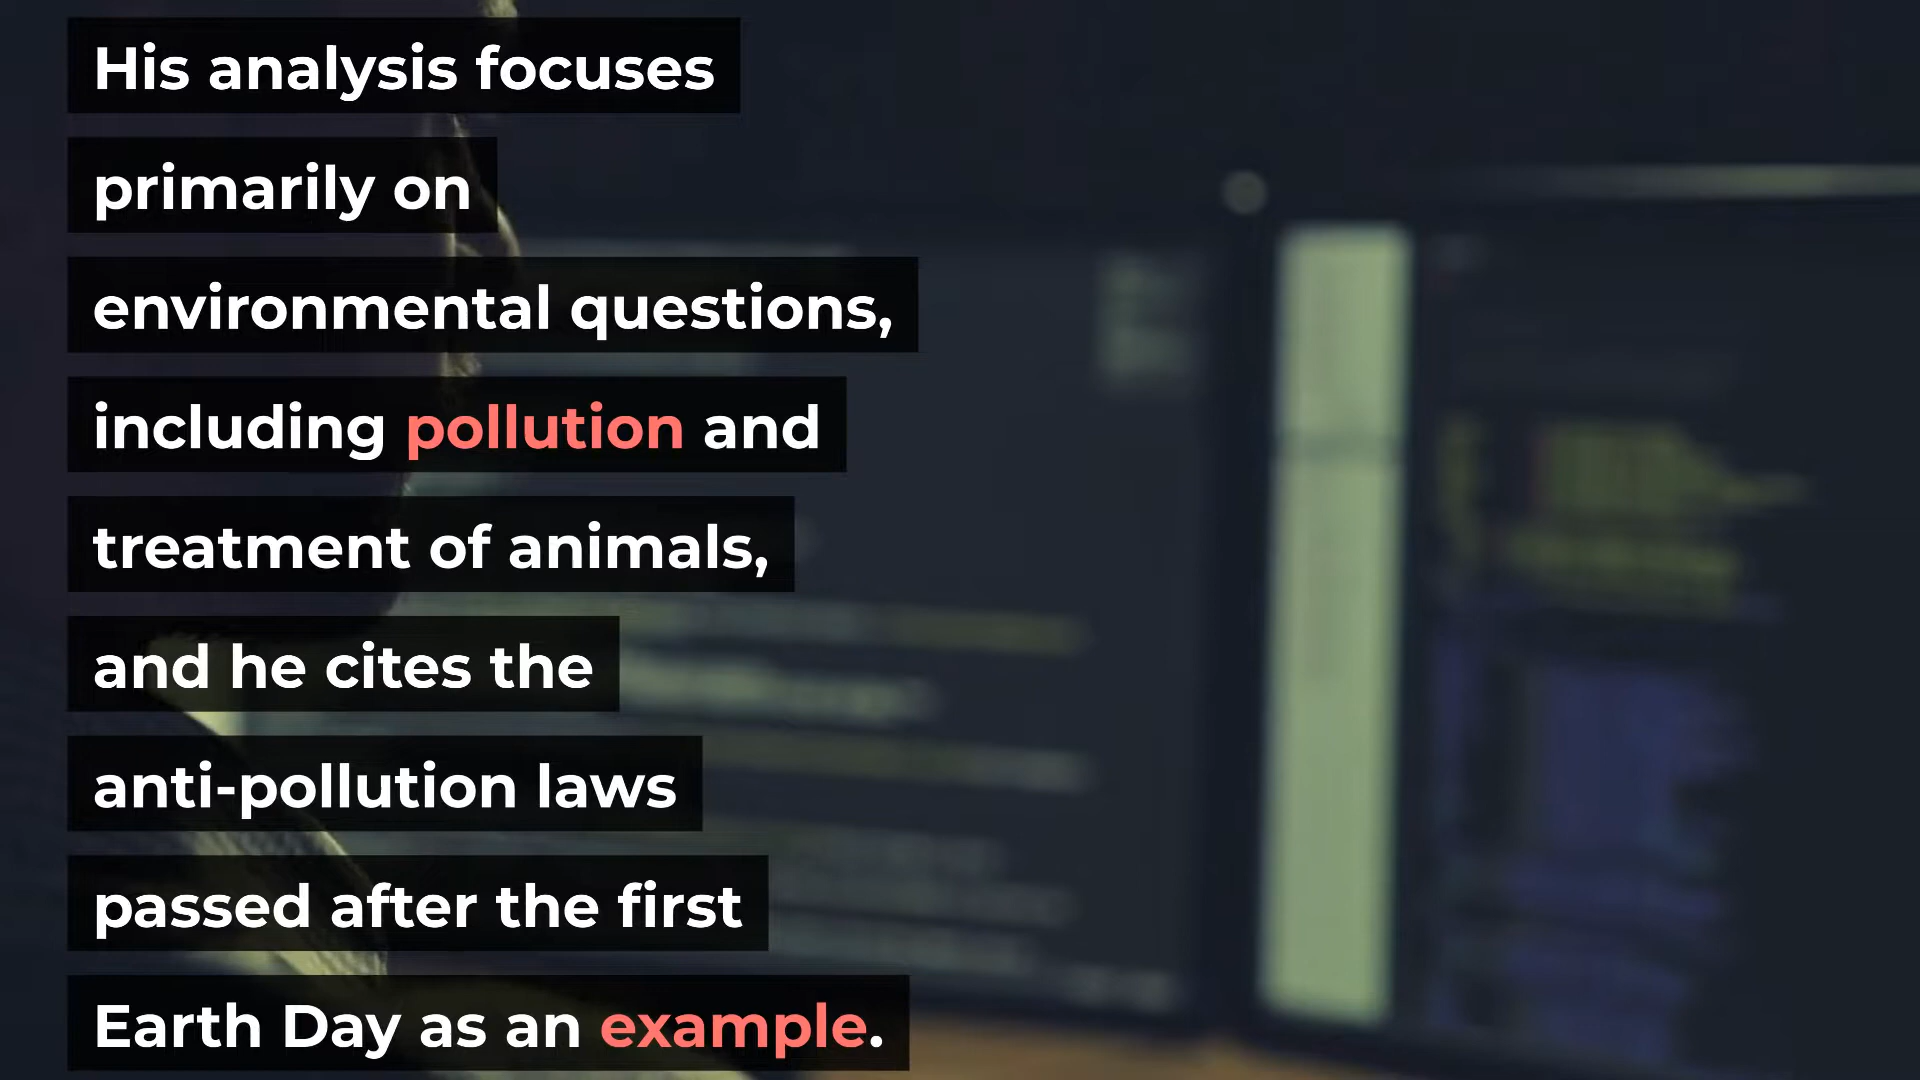 His analysis focuses
primarily on
environmental questions,
including pollution and
treatment of animals,
and he cites the
anti-pollution laws
passed after the first
Earth Day as an example.